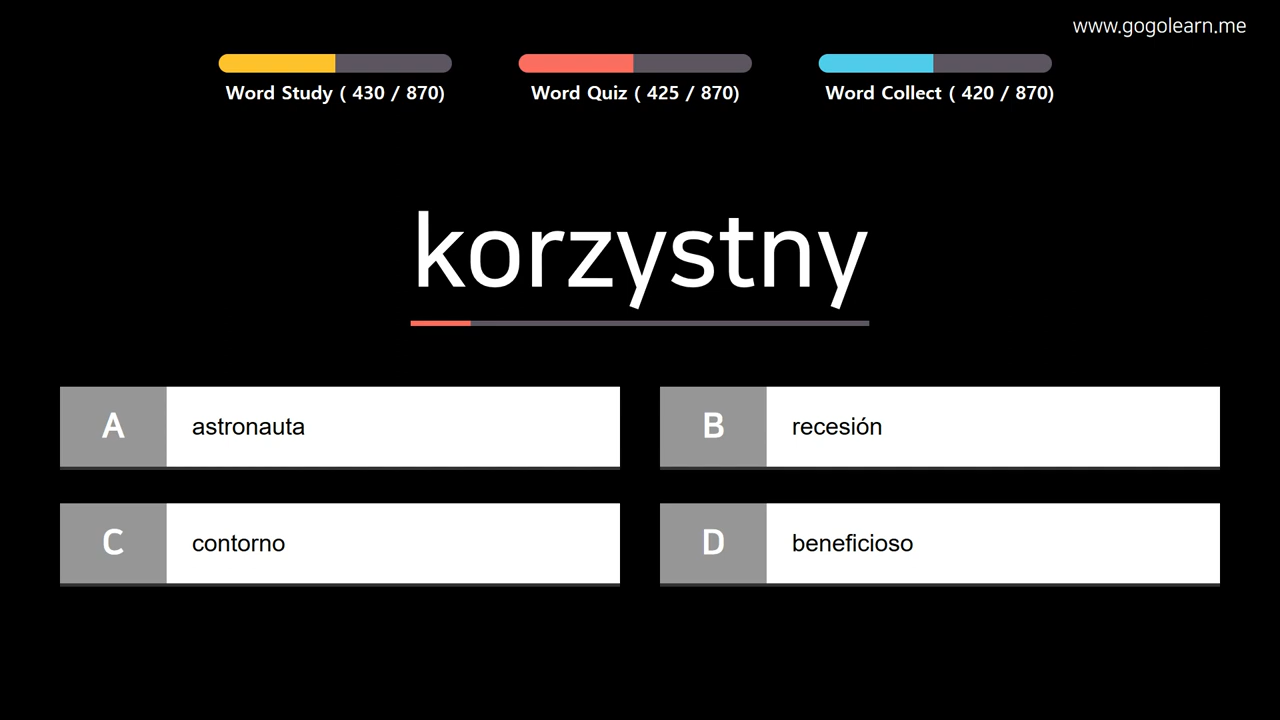 www.gogolearn.me
Word Study ( 430 / 870)
Word Quiz ( 425 / 870)
Word Collect ( 420 / 870)
korzystny
A
astronauta
B
recesión
C
contorno
D
beneficioso